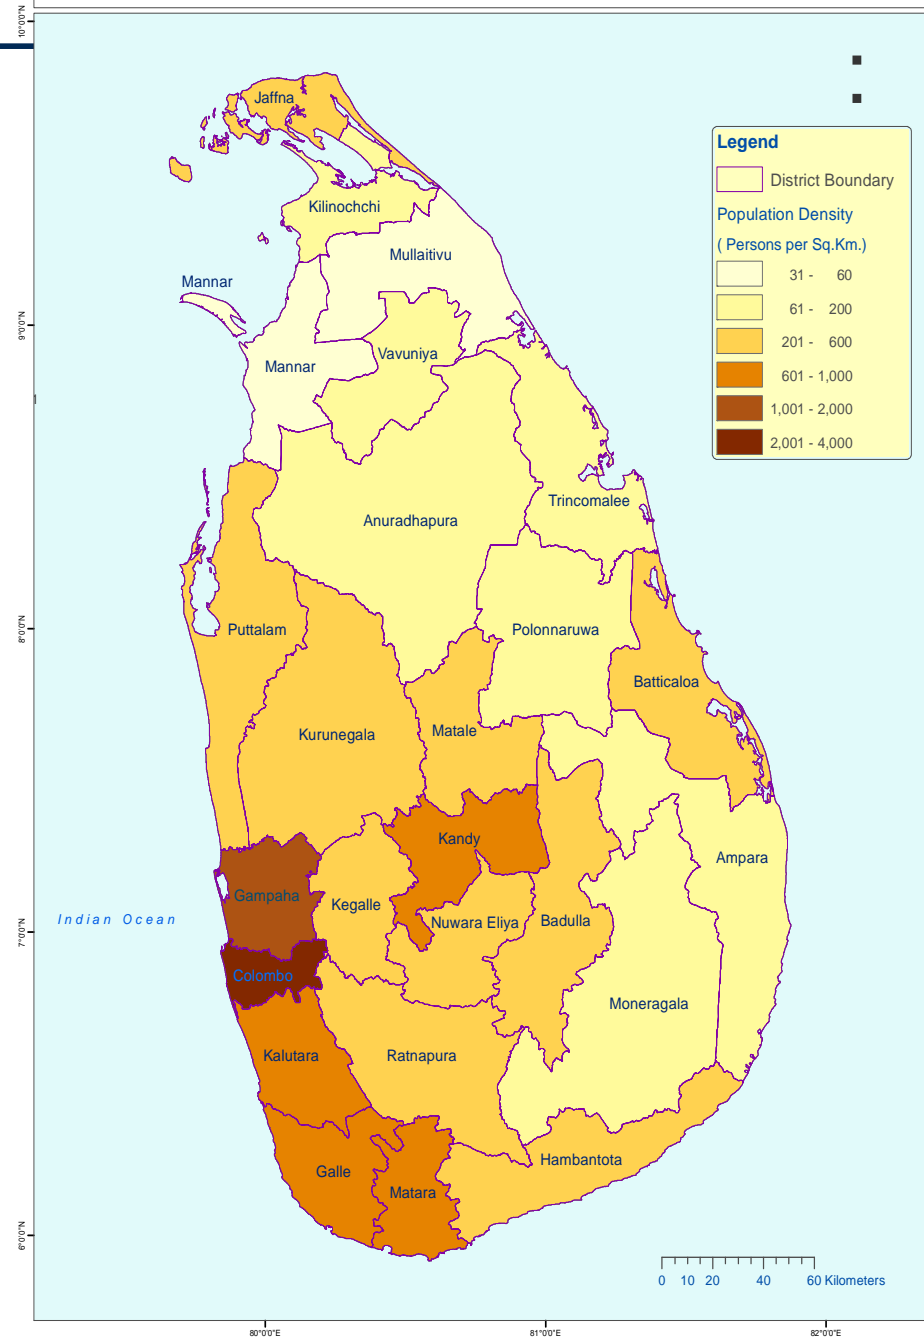 10°0'0"N
Jaffna
Legend
District Boundary
Population Density
( Persons per Sq.Km.)
31 - 60
61 - 200
201 - 600
601 - 1,000
1,001 - 2,000
2,001 - 4,000
Kilinochchi
Mullaitivu
Mannar
9°0'0"N
Vavuniya
Mannar
Trincomalee
Anuradhapura
8°0'0"N
Puttalam
Polonnaruwa
Batticaloa
Kurunegala
Matale
Kandy
Ampara
Gampaha
Kegalle
Indian Ocean
Nuwara Eliya
Badulla
7°0'0"N
Colombo
Moneragala
Kalutara
Ratnapura
Hambantota
Galle
Matara
6°0'0"N
0 10 20 40 60 Kilometers
80°0'0"E
81°0'0"E
82°0'0"E